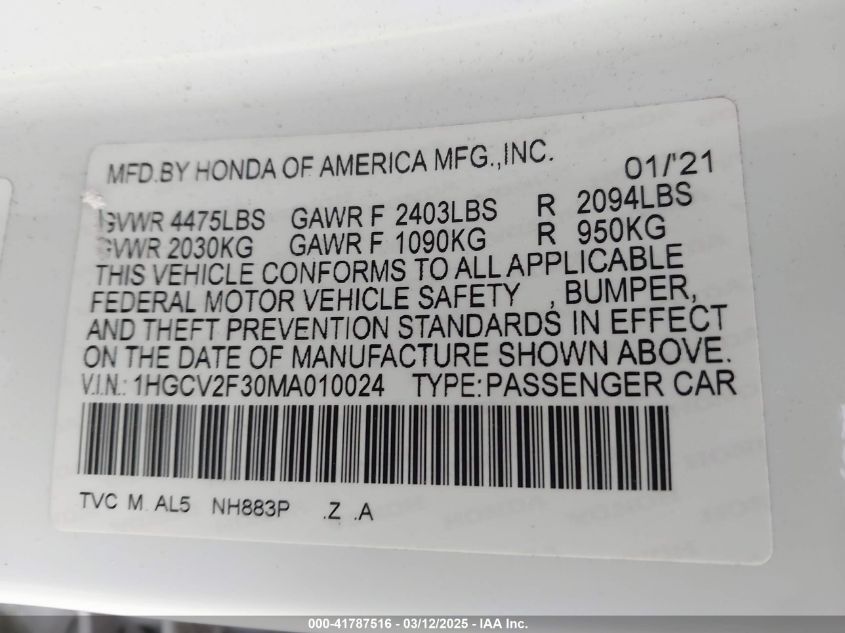 MFD.BY HONDA OF AMERICA MFG.,INC. 01/'21
GVWR 4475LBS GAWR F 2403LBS R 2094LBS
GVWR 2030KG GAWR F 1090KG R 950KG
THIS VEHICLE CONFORMS TO ALL APPLICABLE
FEDERAL MOTOR VEHICLE SAFETY , BUMPER,
AND THEFT PREVENTION STANDARDS IN EFFECT
ON THE DATE OF MANUFACTURE SHOWN ABOVE.
V.I.N.: 1HGCV2F30MA010024 TYPE:PASSENGER CAR
TVC M AL5 NH883P .Z .A
000-41787516 - 03/12/2025 - IAA Inc.